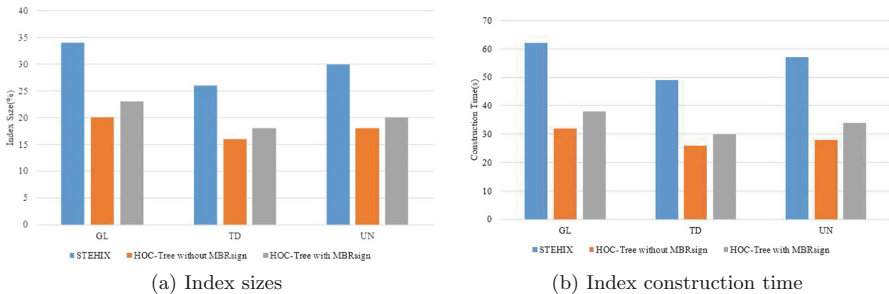 40
35
30
25
20
15
10
5
0
Index Size(%)
GL TD UN
STEHIX HOC-Tree without MBRsign HOC-Tree with MBRsign
(a) Index sizes
70
60
50
40
30
20
10
0
Construction Time(s)
GL TD UN
STEHIX HOC-Tree without MBRsign HOC-Tree with MBRsign
(b) Index construction time